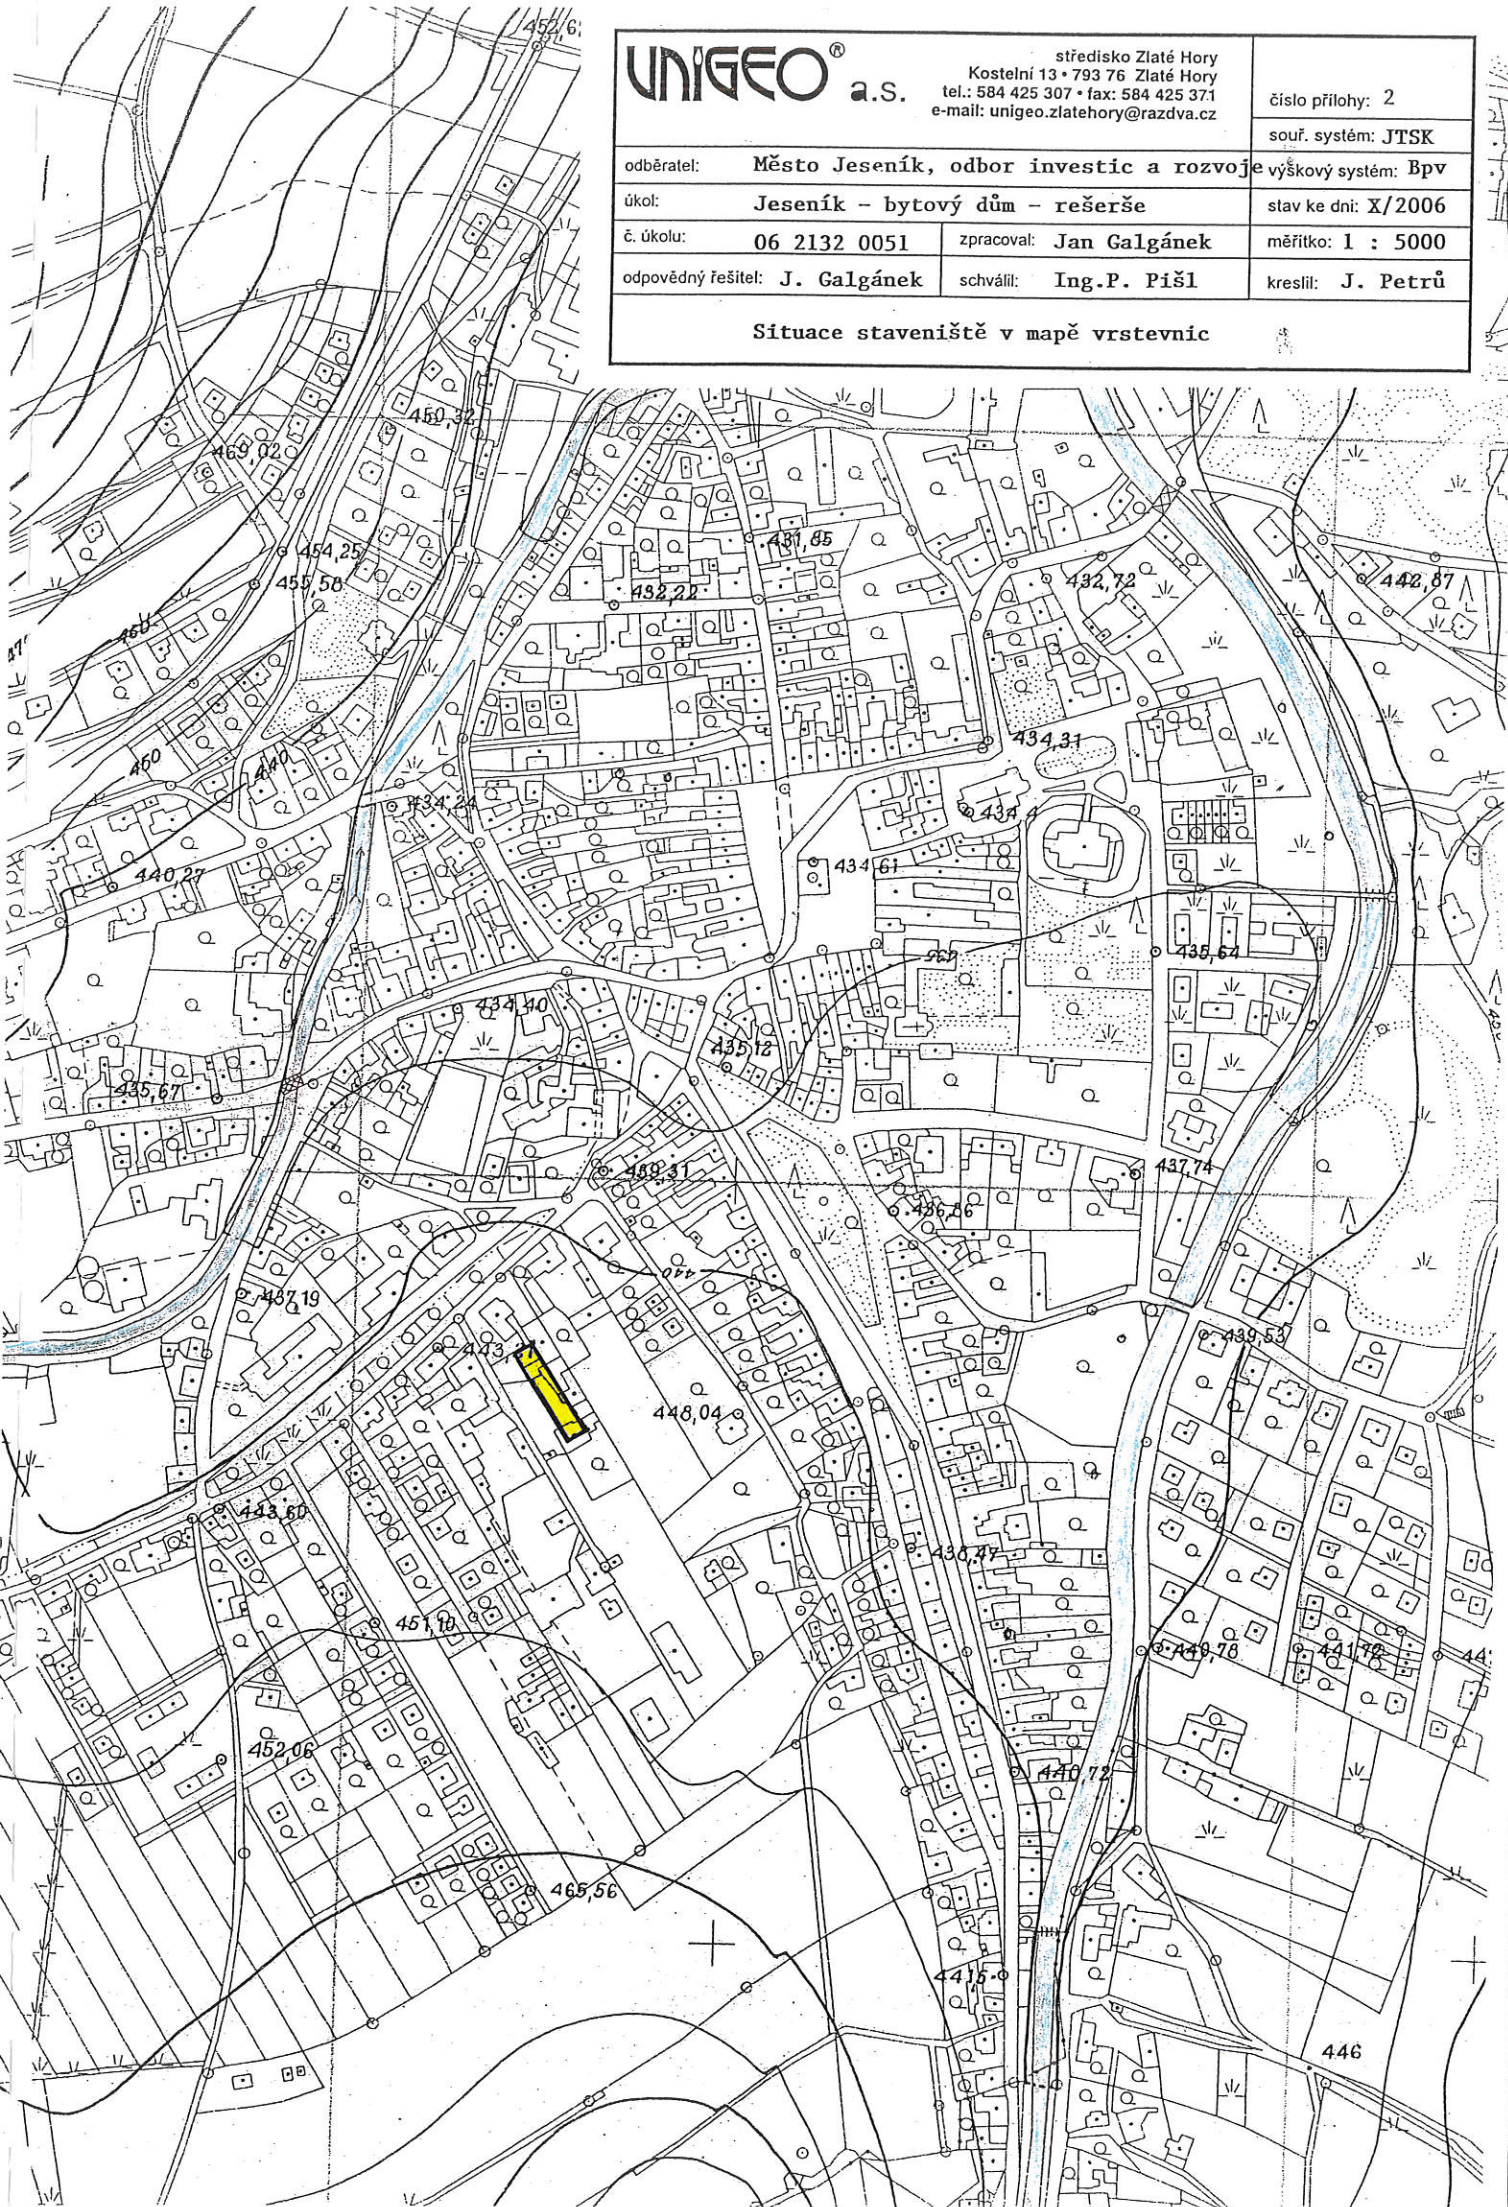 UNIGEO® a.s.
středisko Zlaté Hory
Kostelní 13 • 793 76 Zlaté Hory
tel.: 584 425 307 • fax: 584 425 371
e-mail: unigeo.zlatehory@razdva.cz
číslo přílohy: 2
souř. systém: JTSK
odběratel: Město Jeseník, odbor investic a rozvoje
výškový systém: Bpv
úkol: Jeseník - bytový dům - rešerše
stav ke dni: X/2006
č. úkolu: 06 2132 0051
zpracoval: Jan Galgánek
měřítko: 1 : 5000
odpovědný řešitel: J. Galgánek
schválil: Ing.P. Pišl
kreslil: J. Petrů
Situace staveniště v mapě vrstevnic
450,32
469,02
431,85
454,25
455,58
432,22
432,72
442,87
460
434,31
460
440
434,24
434,4
434,61
440,27
435,64
434,40
435,12
435,67
439,31
437,74
436,86
440
437,19
439,53
448,04
443,60
438,47
451,10
440,78
441,72
452,06
440,72
465,56
446